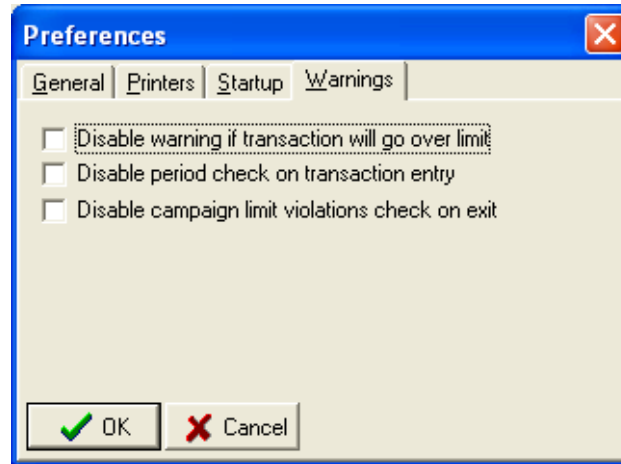 Preferences
General Printers Startup Warnings
Disable warning if transaction will go over limit
Disable period check on transaction entry
Disable campaign limit violations check on exit
OK Cancel